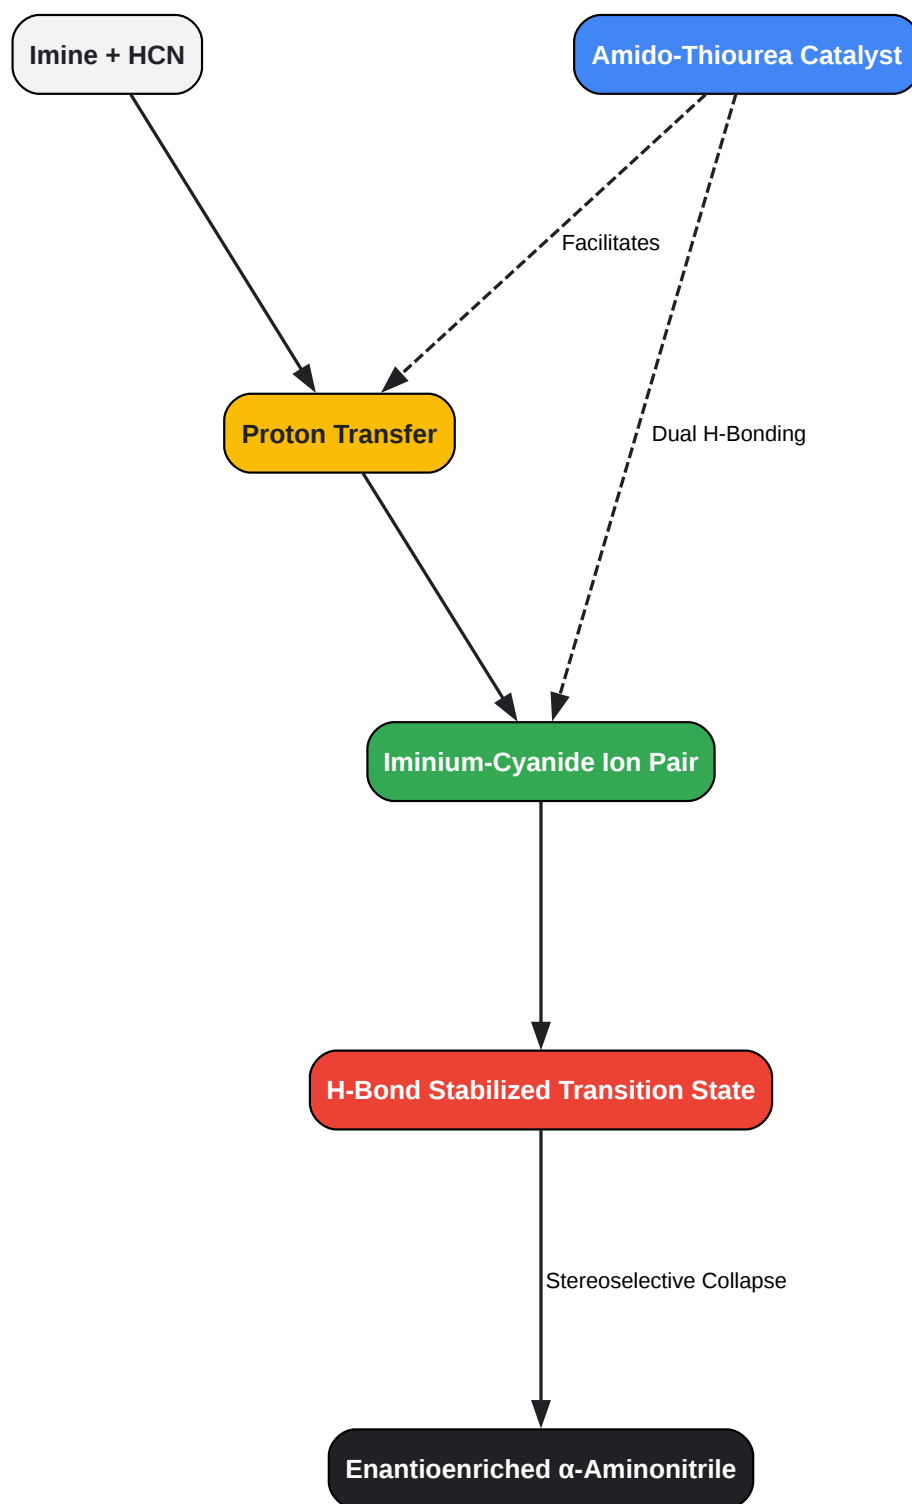 Imine + HCN
Amido-Thiourea Catalyst
Facilitates
Proton Transfer
Dual H-Bonding
Iminium-Cyanide Ion Pair
H-Bond Stabilized Transition State
Stereoselective Collapse
Enantioenriched α-Aminonitrile